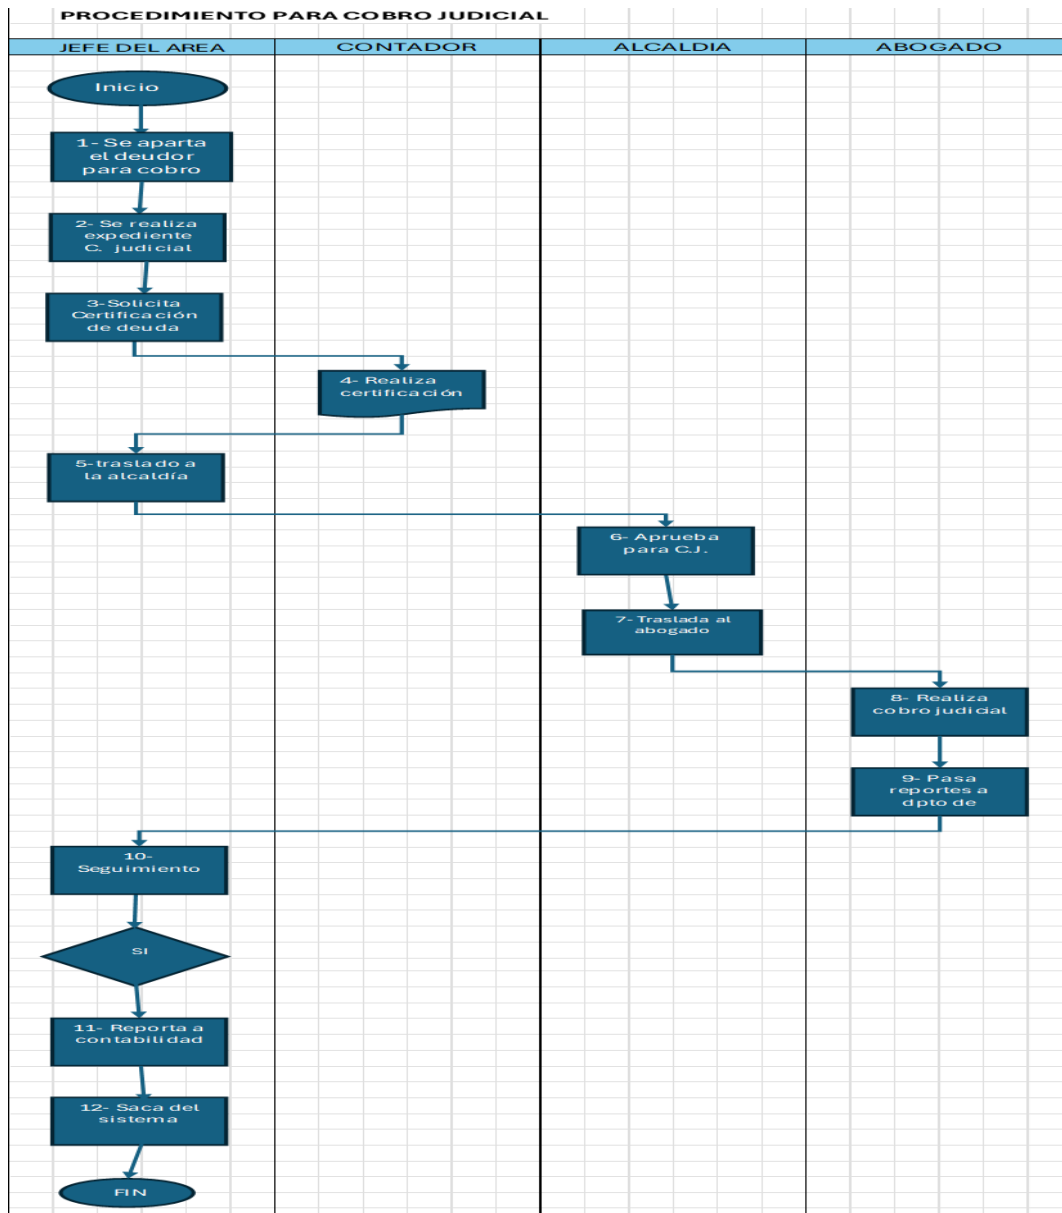 PROCEDIMIENTO PARA COBRO JUDICIAL
JEFE DEL AREA
CONTADOR
ALCALDIA
ABOGADO
Inicio
1- Se aparta
el deudor
para cobro
2- Se realiza
expediente
C. judicial
3-Solicita
Certificación
de deuda
4- Realiza
certificación
5-traslado a
la alcaldía
6- Aprueba
para C.J.
7- Traslada al
abogado
8- Realiza
cobro judicial
9- Pasa
reportes a
dpto de
10-
Seguimiento
SI
11- Reporta a
contabilidad
12- Saca del
sistema
FIN